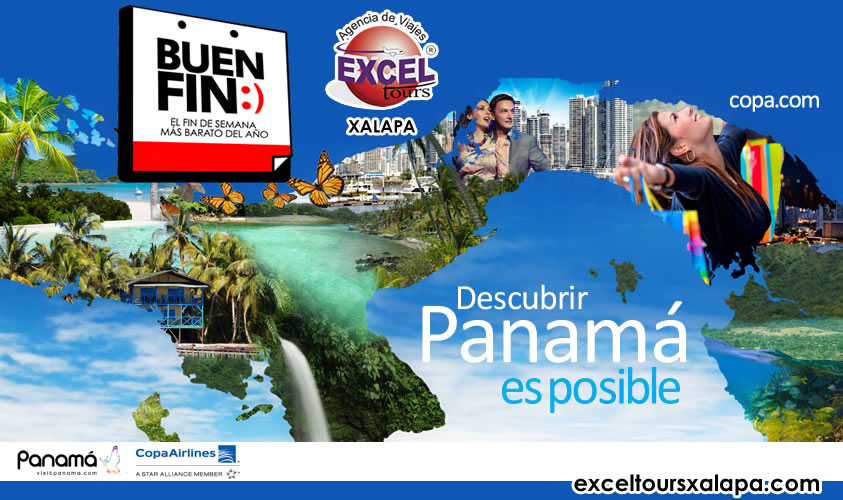 BUEN
FIN:)
EL FIN DE SEMANA
MÁS BARATO DEL AÑO
Agencia de Viajes
EXCEL ®
tours
XALAPA
copa.com
Descubrir
Panamá
es posible
Panamá
visitpanama.com
CopaAirlines
A STAR ALLIANCE MEMBER
exceltoursxalapa.com